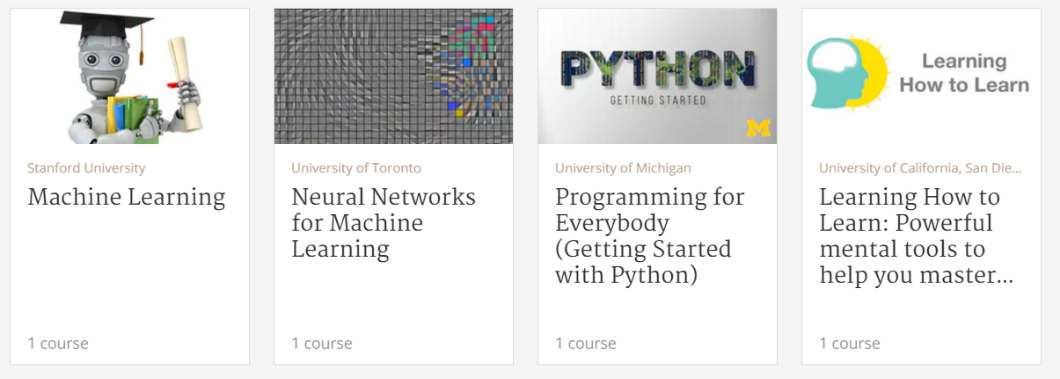 Stanford University
Machine Learning
1 course
University of Toronto
Neural Networks
for Machine
Learning
1 course
PYTHON
GETTING STARTED
M
University of Michigan
Programming for
Everybody
(Getting Started
with Python)
1 course
Learning
How to Learn
University of California, San Die...
Learning How to
Learn: Powerful
mental tools to
help you master...
1 course